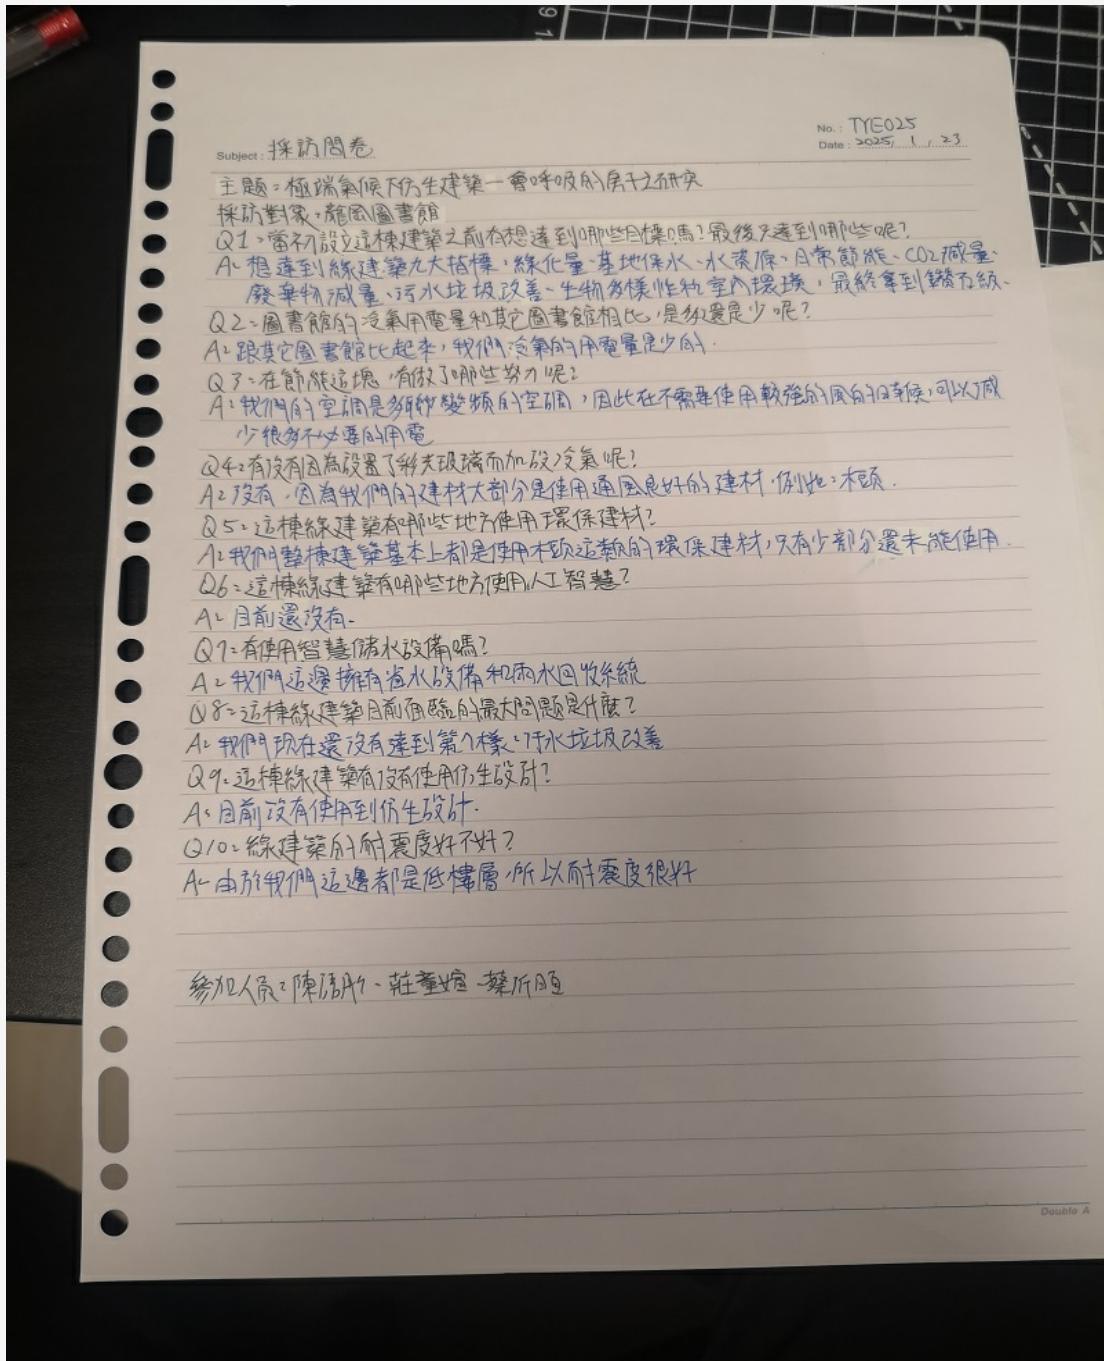 9
1
No.: TYE025
Subject: 採訪問卷
Date: 2025, 1, 23
主題:極端氣候下仿生建築—會呼吸的房子之研究
採訪對象:龍岡圖書館
Q1:當初設立這棟建築之前有想達到哪些目標嗎?最後又達到哪些呢?
A:想達到綠建築九大指標:綠化量、基地保水、水資源、日常節能、CO2減量、
廢棄物減量、污水垃圾改善、生物多樣性和室內環境,最終拿到鑽石級.
Q2:圖書館的冷氣用電量和其它圖書館相比,是多還是少呢?
A:跟其它圖書館比起來,我們冷氣的用電量是少的.
Q3:在節能這塊,有做了哪些努力呢?
A:我們的空調是多聯變頻的空調,因此在不需要使用較強的風的時候,可以減
少很多不必要的用電
Q4:有沒有因為設置了彩光玻璃而加設冷氣呢?
A:沒有,因為我們的建材大部分是使用通風良好的建材,例如:木頭.
Q5:這棟綠建築有哪些地方使用環保建材?
A:我們整棟建築基本上都是使用木頭這類的環保建材,只有少部分還未能使用.
Q6:這棟綠建築有哪些地方使用人工智慧?
A:目前還沒有.
Q7:有使用智慧儲水設備嗎?
A:我們這邊擁有省水設備和雨水回收系統
Q8:這棟綠建築目前面臨的最大問題是什麼?
A:我們現在還沒有達到第八樣:污水垃圾改善
Q9:這棟綠建築有沒有使用仿生設計?
A:目前沒有使用到仿生設計.
Q10:綠建築的耐震度好不好?
A:由於我們這邊都是低樓層,所以耐震度很好
參加人員:陳 、莊 、蔡
Double A